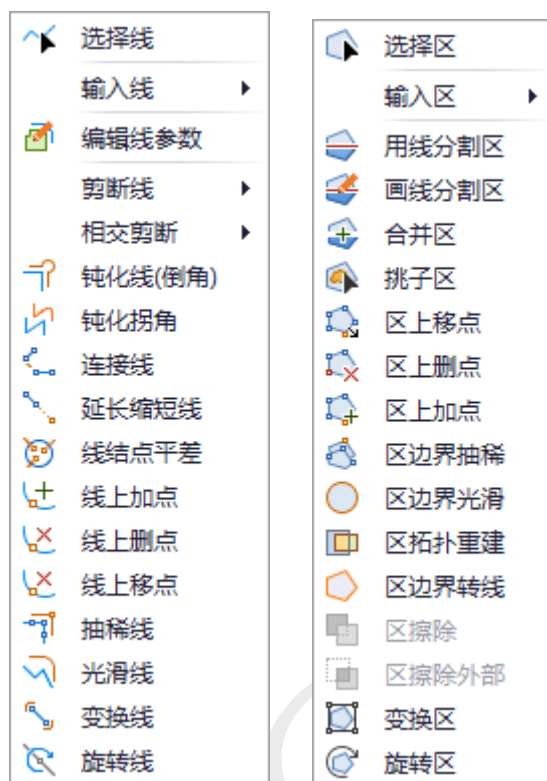 选择线
输入线
编辑线参数
剪断线
相交剪断
钝化线(倒角)
钝化拐角
连接线
延长缩短线
线结点平差
线上加点
线上删点
线上移点
抽稀线
光滑线
变换线
旋转线
选择区
输入区
用线分割区
画线分割区
合并区
挑子区
区上移点
区上删点
区上加点
区边界抽稀
区边界光滑
区拓扑重建
区边界转线
区擦除
区擦除外部
变换区
旋转区